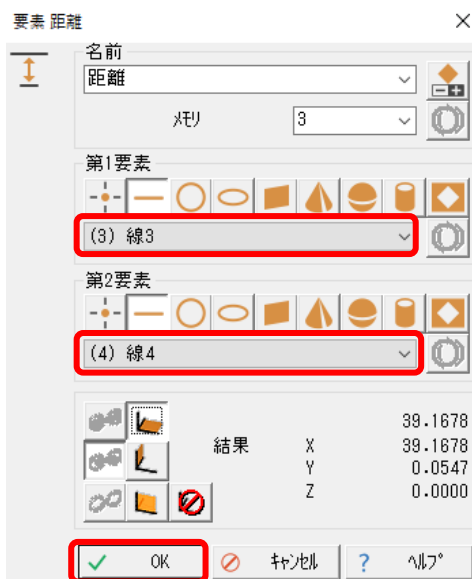 要素 距離
名前
距離
ﾒﾓﾘ 3
第1要素
(3) 線3
第2要素
(4) 線4
39.1678
結果 X 39.1678
Y 0.0547
Z 0.0000
OK ｷｬﾝｾﾙ ? ﾍﾙﾌﾟ